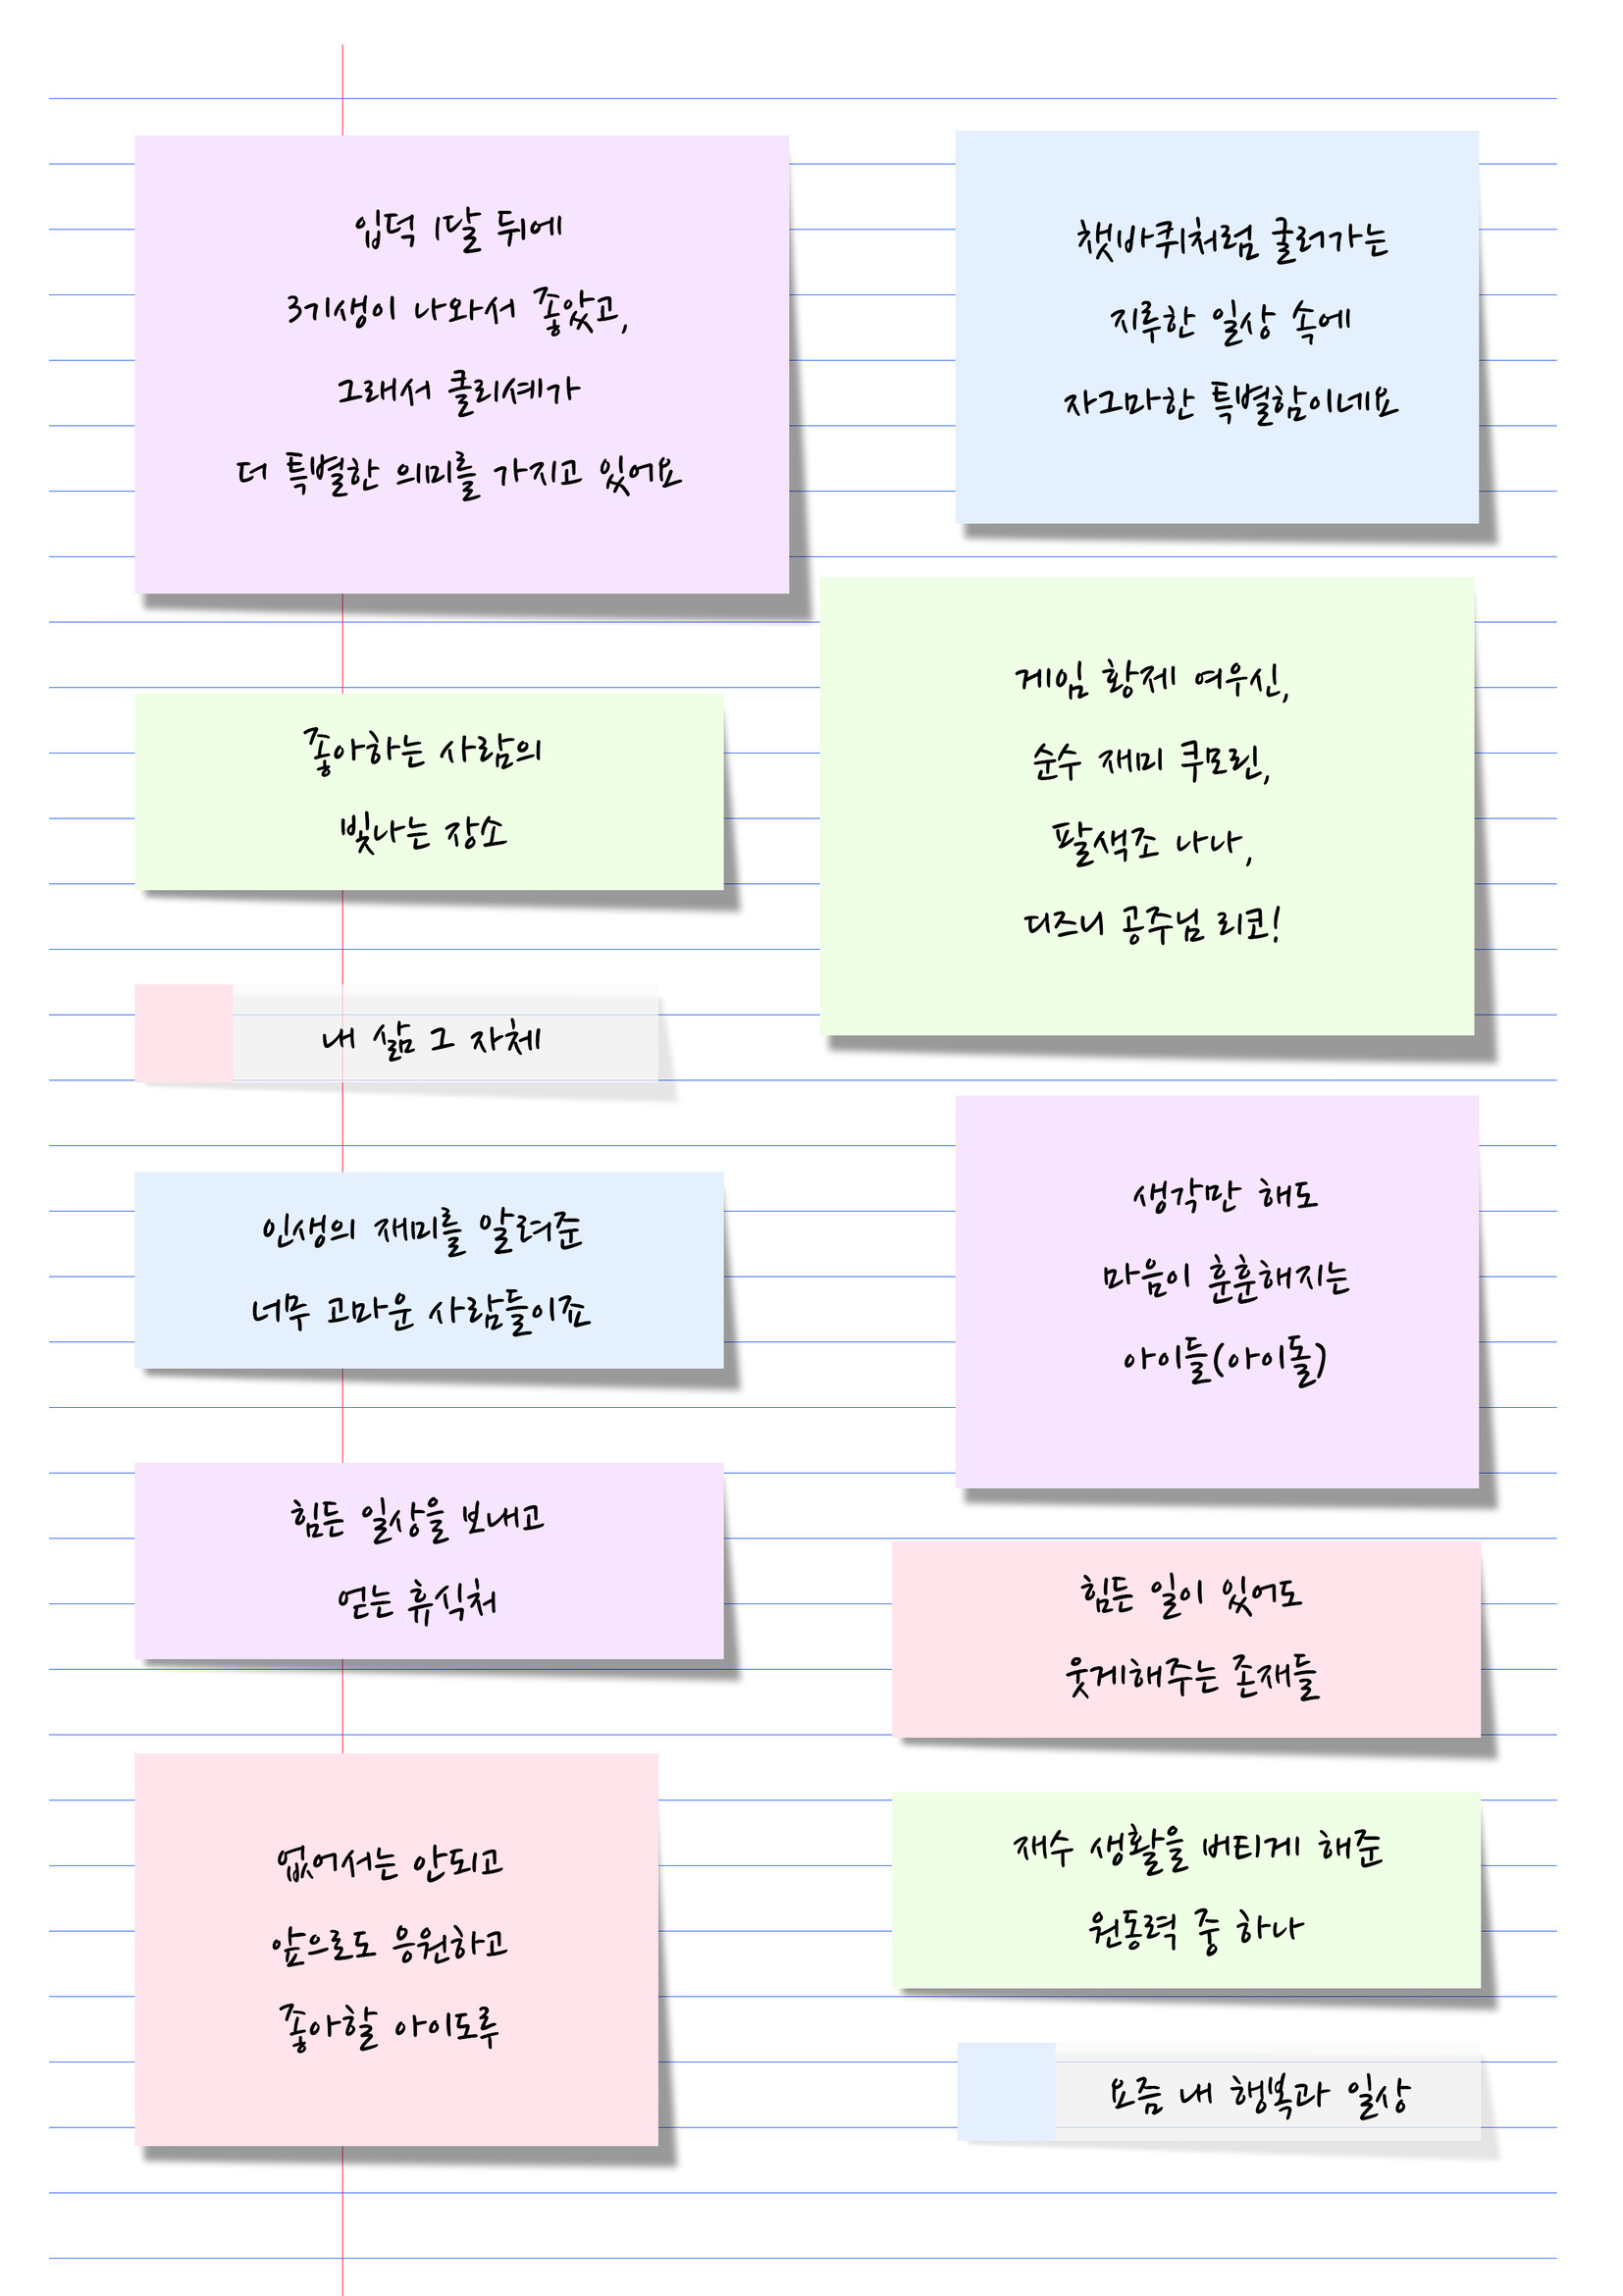 입덕 1달 뒤에
3기생이 나와서 좋았고,
그래서 클리셰가
더 특별한 의미를 가지고 있어요
좋아하는 사람의
빛나는 장소
내 삶 그 자체
인생의 재미를 알려준
너무 고마운 사람들이죠
힘든 일상을 보내고
얻는 휴식처
없어서는 안되고
앞으로도 응원하고
좋아할 아이도루
챗바퀴처럼 굴러가는
지루한 일상 속에
자그마한 특별함이네요
게임 황제 여우신,
순수 재미 쿠모린,
팔색조 나나,
디즈니 공주님 리코!
생각만 해도
마음이 훈훈해지는
아이들(아이돌)
힘든 일이 있어도
웃게해주는 존재들
재수 생활을 버티게 해준
원동력 중 하나
요즘 내 행복과 일상